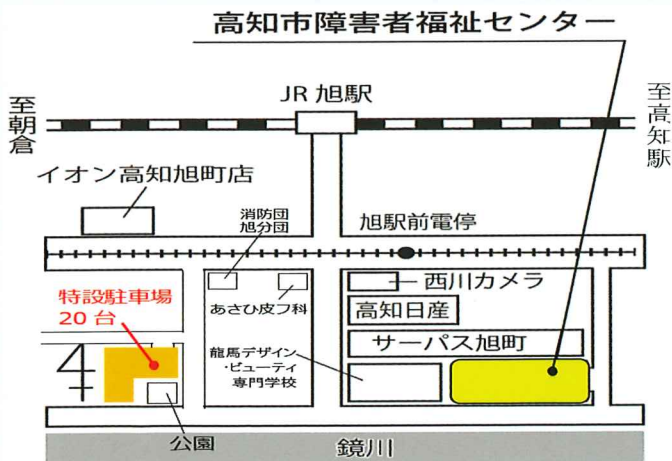 高知市障害者福祉センター
JR 旭駅
至朝倉
至高知駅
イオン高知旭町店
消防団
旭分団
旭駅前電停
西川カメラ
あさひ皮フ科
高知日産
特設駐車場
20 台
サーパス旭町
龍馬デザイン
・ビューティ
専門学校
公園
鏡川